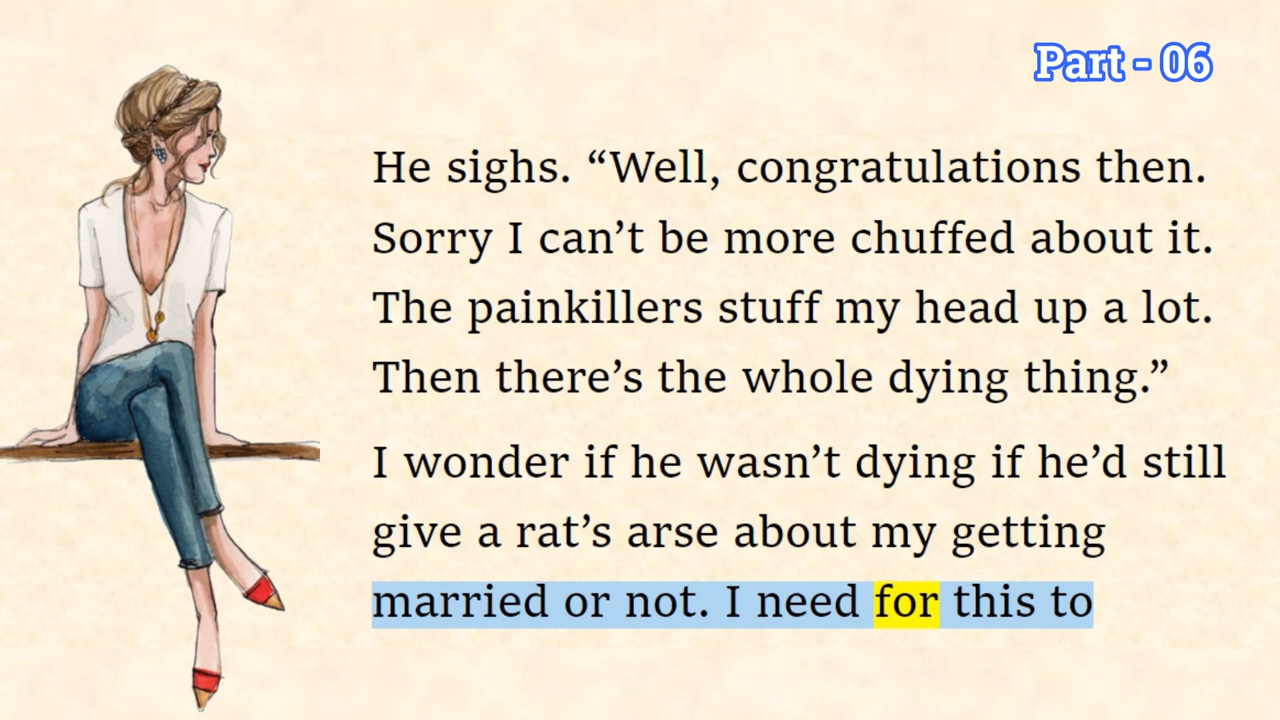 Part - 06
He sighs. “Well, congratulations then.
Sorry I can’t be more chuffed about it.
The painkillers stuff my head up a lot.
Then there’s the whole dying thing.”
I wonder if he wasn’t dying if he’d still
give a rat’s arse about my getting
married or not. I need for this to